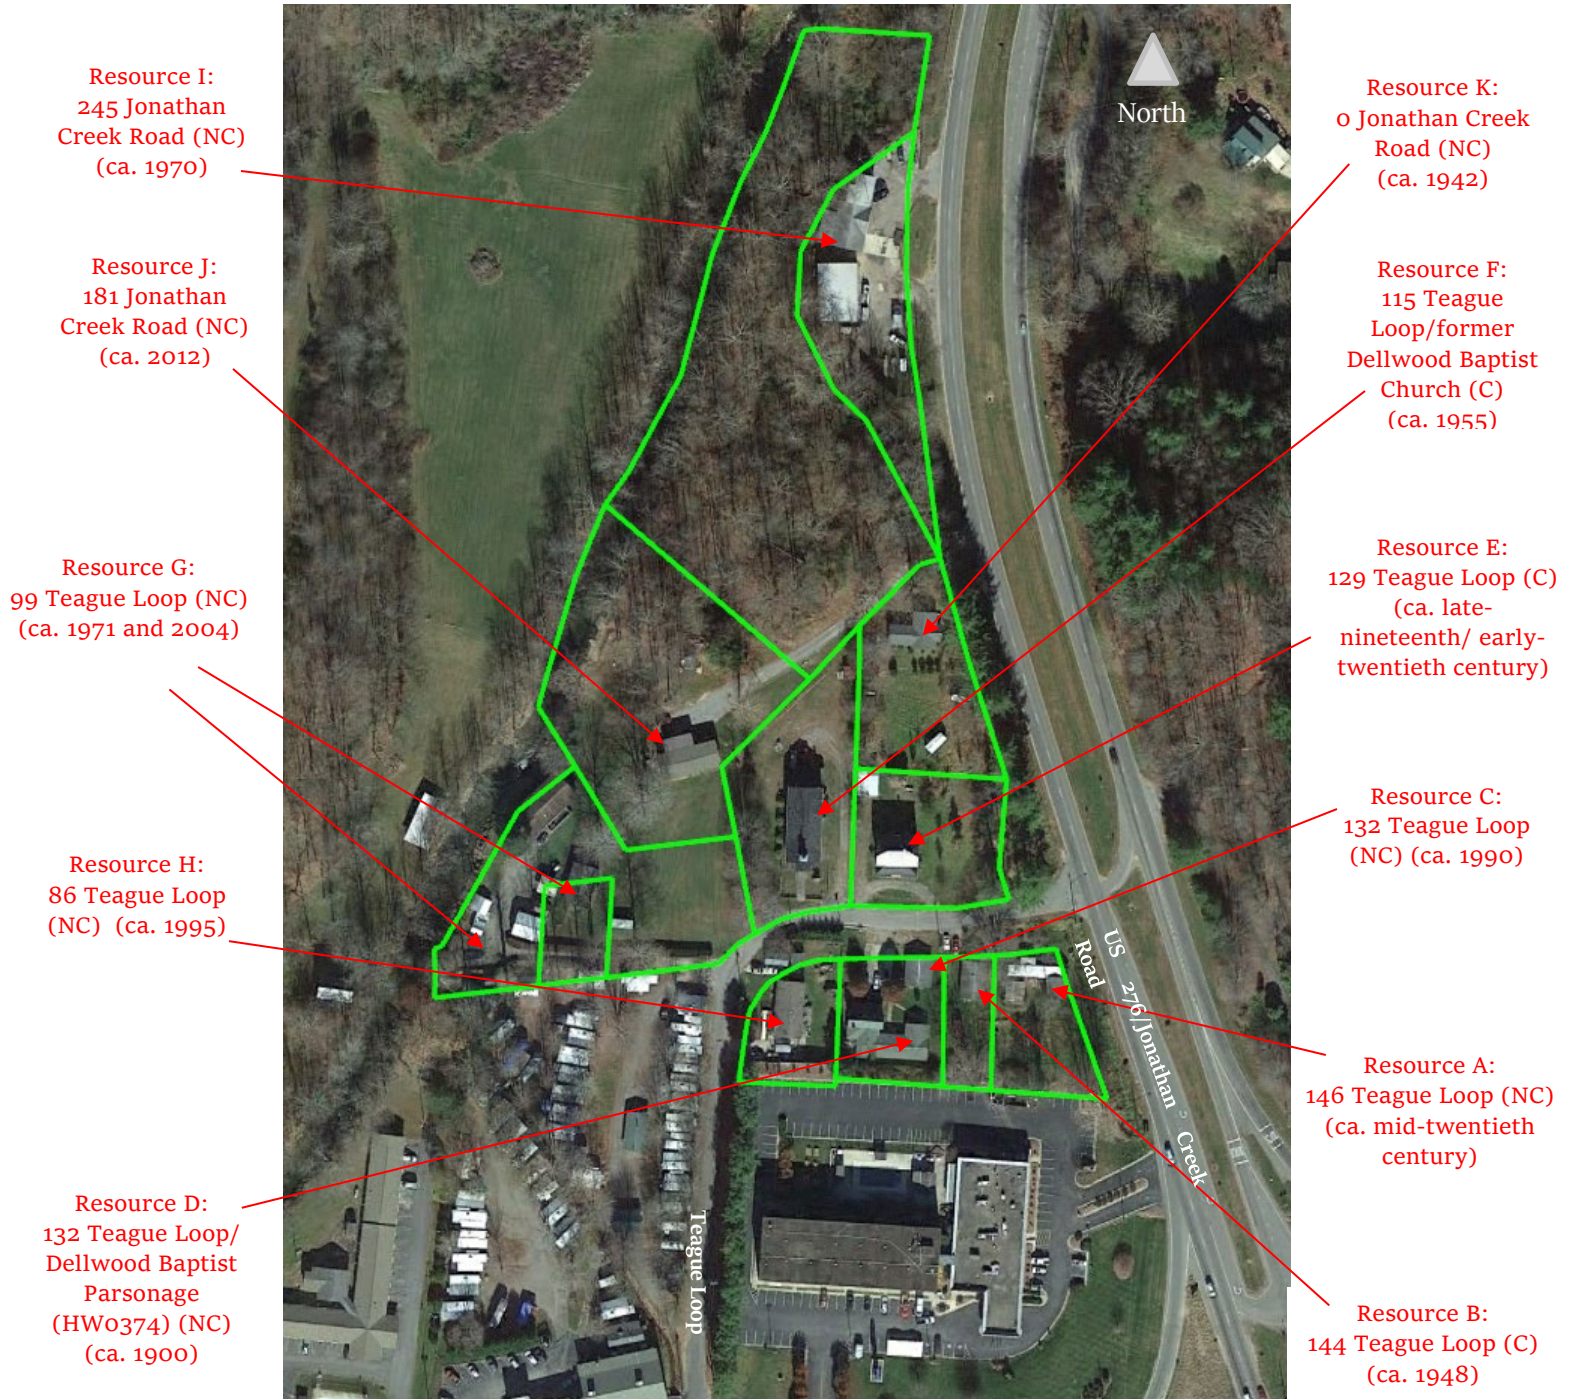 Resource I:
245 Jonathan
Creek Road (NC)
(ca. 1970)
Resource J:
181 Jonathan
Creek Road (NC)
(ca. 2012)
Resource G:
99 Teague Loop (NC)
(ca. 1971 and 2004)
Resource H:
86 Teague Loop
(NC) (ca. 1995)
Resource D:
132 Teague Loop/
Dellwood Baptist
Parsonage
(HW0374) (NC)
(ca. 1900)
North
US 276/Jonathan Creek
Road
Teague Loop
Resource K:
0 Jonathan Creek
Road (NC)
(ca. 1942)
Resource F:
115 Teague
Loop/former
Dellwood Baptist
Church (C)
(ca. 1955)
Resource E:
129 Teague Loop (C)
(ca. late-
nineteenth/ early-
twentieth century)
Resource C:
132 Teague Loop
(NC) (ca. 1990)
Resource A:
146 Teague Loop (NC)
(ca. mid-twentieth
century)
Resource B:
144 Teague Loop (C)
(ca. 1948)